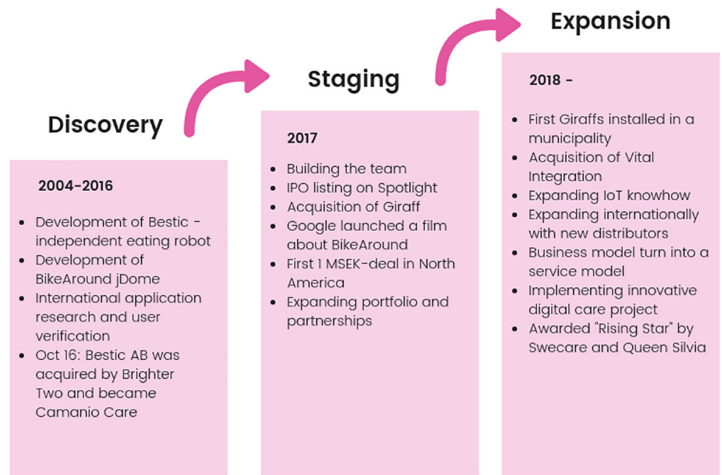 Discovery
2004-2016
• Development of Bestic -
independent eating robot
• Development of
BikeAround jDome
• International application
research and user
verification
• Oct 16: Bestic AB was
acquired by Brighter
Two and became
Camanio Care
Staging
2017
• Building the team
• IPO listing on Spotlight
• Acquisition of Giraff
• Google launched a film
about BikeAround
• First 1 MSEK-deal in North
America
• Expanding portfolio and
partnerships
Expansion
2018 -
• First Giraffs installed in a
municipality
• Acquisition of Vital
Integration
• Expanding IoT knowhow
• Expanding internationally
with new distributors
• Business model turn into a
service model
• Implementing innovative
digital care project
• Awarded "Rising Star" by
Swecare and Queen Silvia